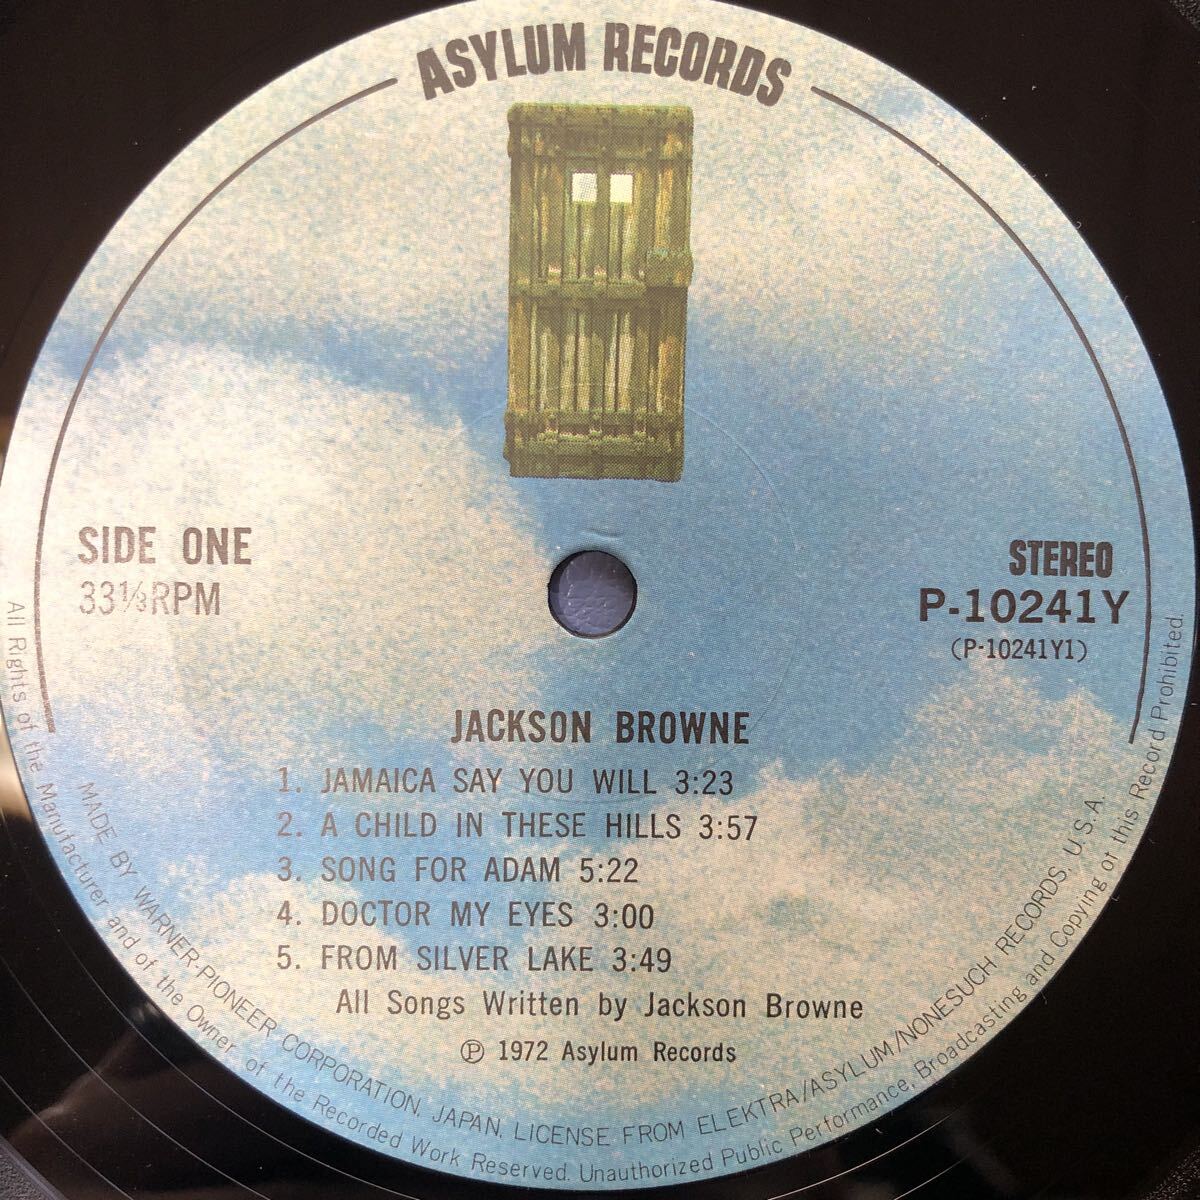 ASYLUM RECORDS
SIDE ONE
33⅓RPM
STEREO
P-10241Y
(P-10241Y1)
JACKSON BROWNE
1. JAMAICA SAY YOU WILL 3:23
2. A CHILD IN THESE HILLS 3:57
3. SONG FOR ADAM 5:22
4. DOCTOR MY EYES 3:00
5. FROM SILVER LAKE 3:49
All Songs Written by Jackson Browne
Ⓟ 1972 Asylum Records
MADE BY WARNER-PIONEER CORPORATION, JAPAN. LICENSE FROM ELEKTRA/ASYLUM/NONESUCH RECORDS, U.S.A.
All Rights of the Manufacturer and of the Owner of the Recorded Work Reserved. Unauthorized Public Performance, Broadcasting and Copying of this Record Prohibited.